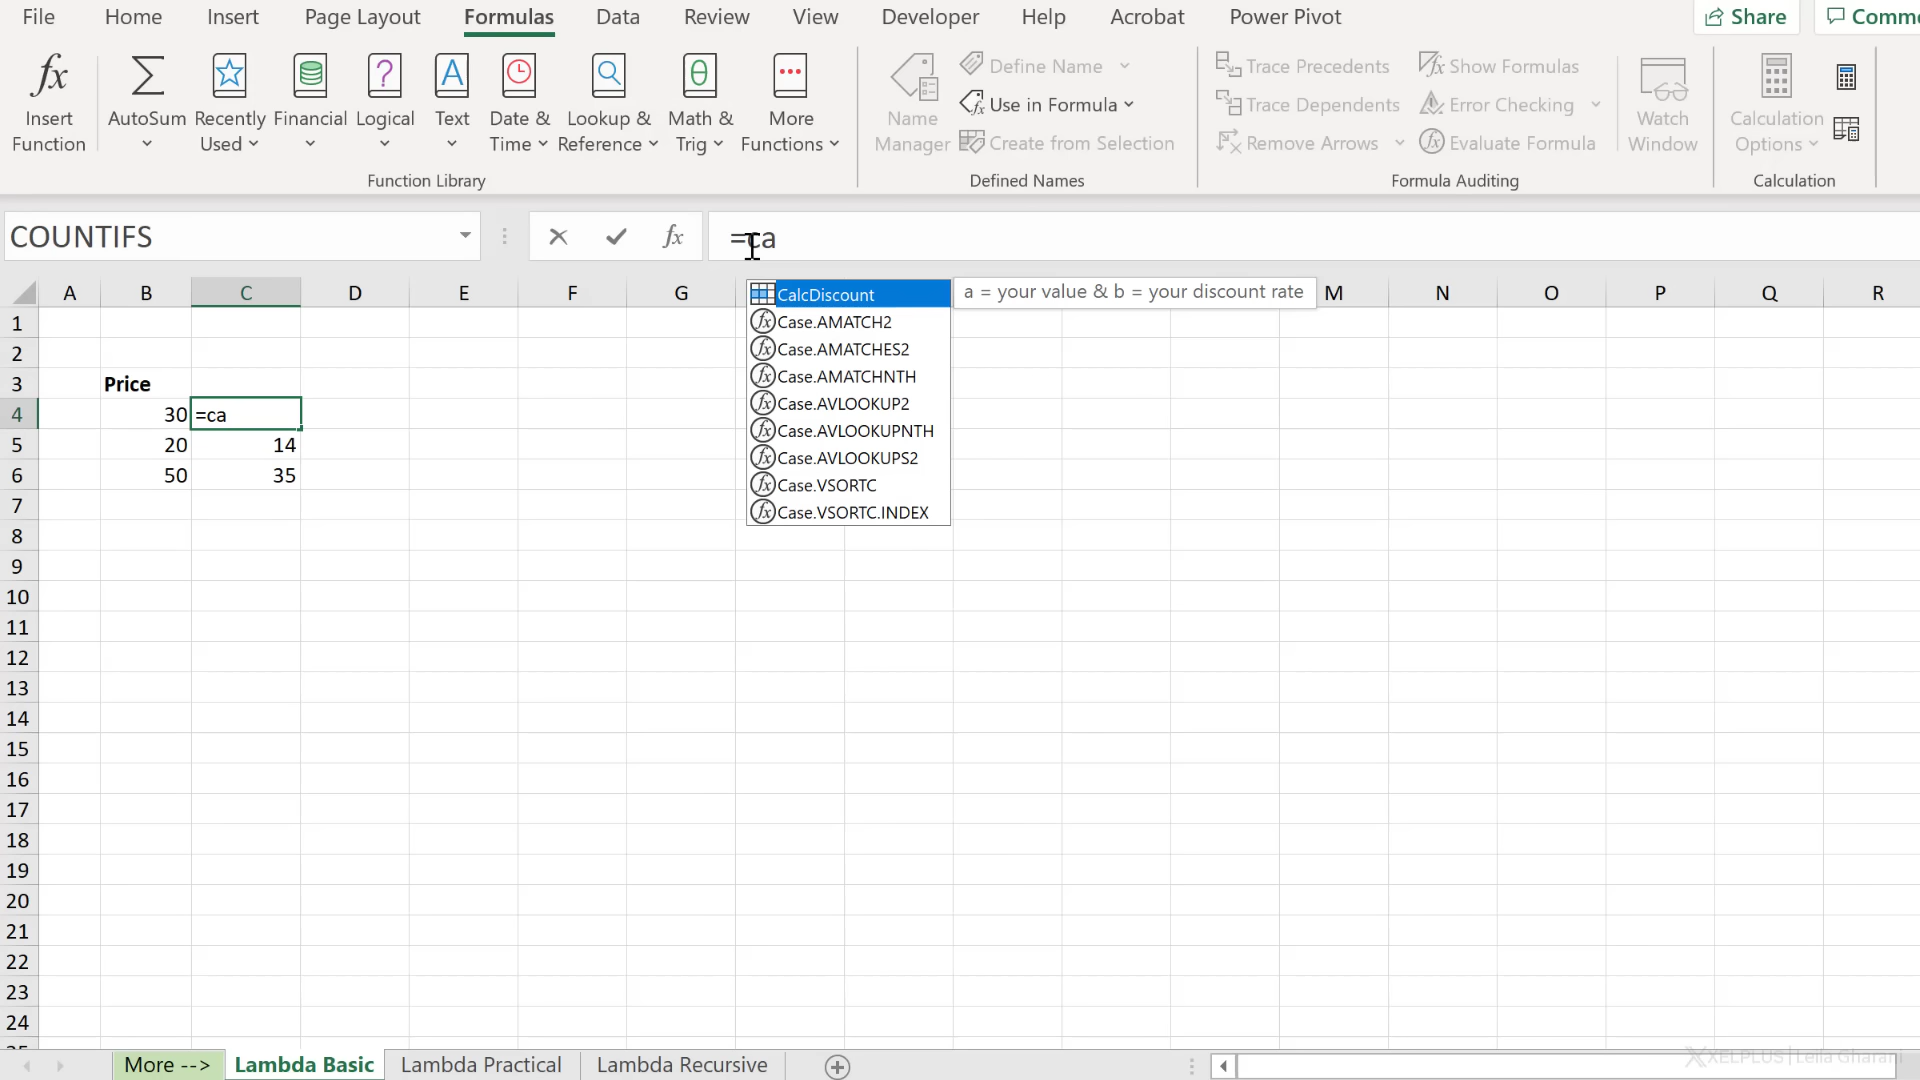 File Home Insert Page Layout Formulas Data Review View Developer Help Acrobat Power Pivot Share
Insert Function
AutoSum
Recently Used
Financial
Logical
Text
Date & Time
Lookup & Reference
Math & Trig
More Functions
Function Library
Name Manager
Define Name
Use in Formula
Create from Selection
Defined Names
Trace Precedents
Trace Dependents
Remove Arrows
Show Formulas
Error Checking
Evaluate Formula
Formula Auditing
Watch Window
Calculation Options
Calculation
COUNTIFS fx =ca
A B C D E F G M N O P Q R
CalcDiscount a = your value & b = your discount rate
Case.AMATCH2
Case.AMATCHES2
Case.AMATCHNTH
Case.AVLOOKUP2
Case.AVLOOKUPNTH
Case.AVLOOKUPS2
Case.VSORTC
Case.VSORTC.INDEX
1
2
3 Price
4 30 =ca
5 20 14
6 50 35
7
8
9
10
11
12
13
14
15
16
17
18
19
20
21
22
23
24
More --> Lambda Basic Lambda Practical Lambda Recursive
XELPLUS | Leila Gharani